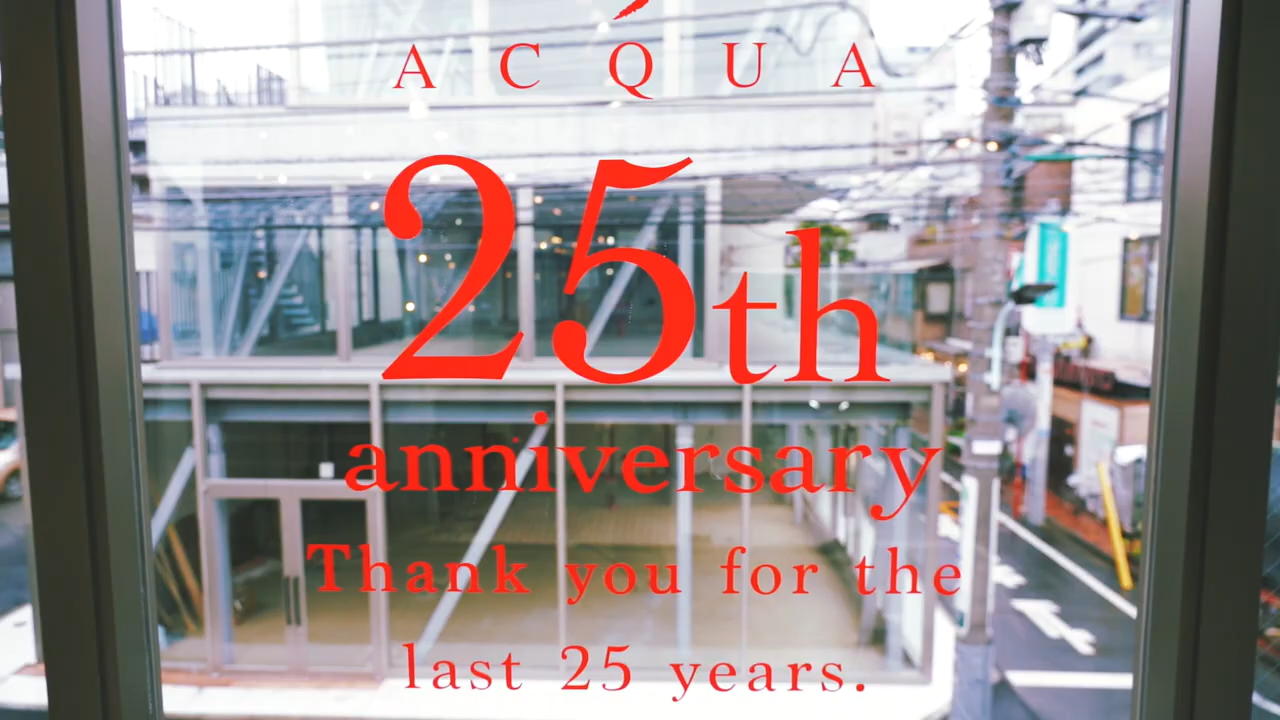 ACQUA
25th
anniversary
Thank you for the
last 25 years.